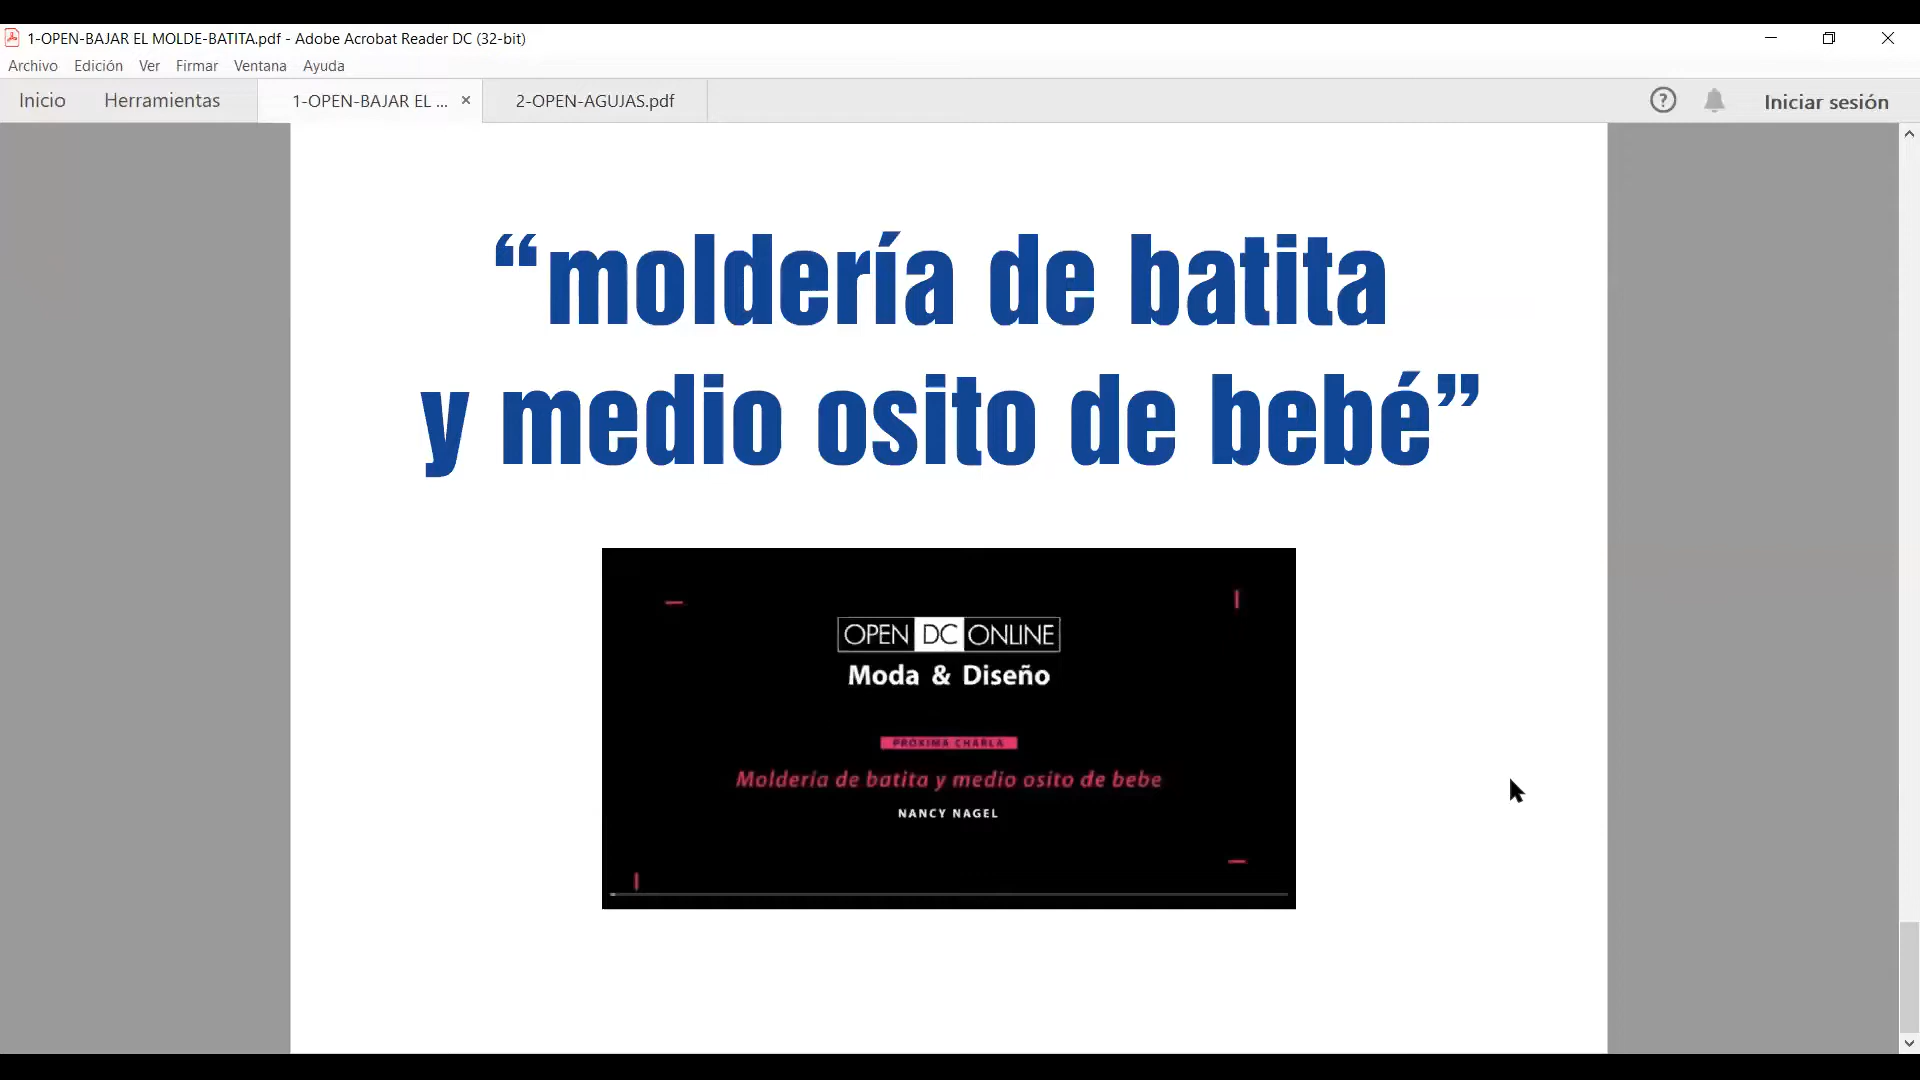 1-OPEN-BAJAR EL MOLDE-BATITA.pdf - Adobe Acrobat Reader DC (32-bit)
Archivo Edición Ver Firmar Ventana Ayuda
Inicio Herramientas 1-OPEN-BAJAR EL ... × 2-OPEN-AGUJAS.pdf ? Iniciar sesión
“moldería de batita
y medio osito de bebé”
OPEN DC ONLINE
Moda & Diseño
PROXIMA CHARLA
Moldería de batita y medio osito de bebe
NANCY NAGEL